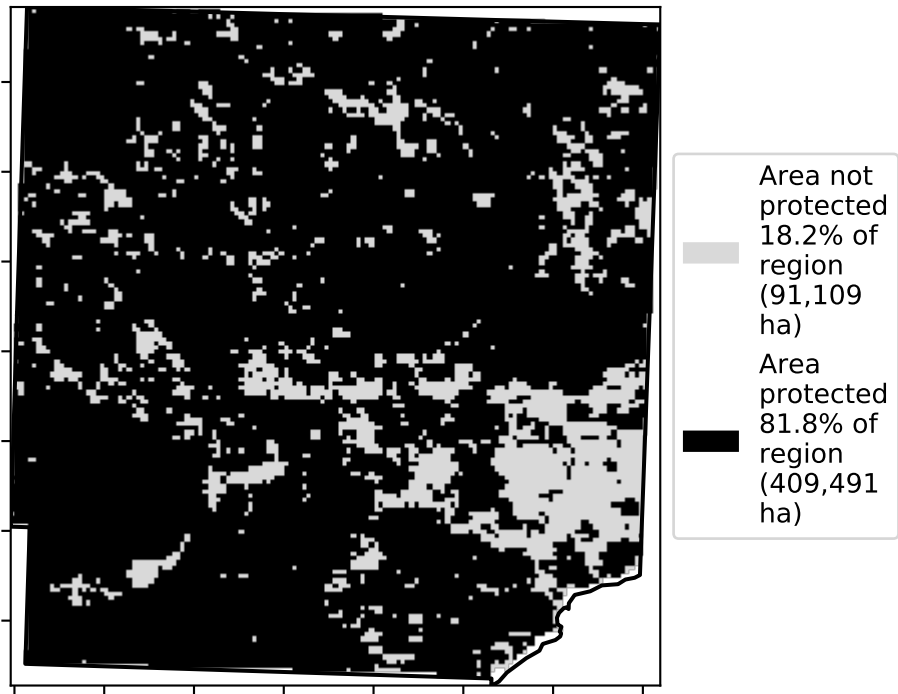 Area not
protected
18.2% of
region
(91,109
ha)
Area
protected
81.8% of
region
(409,491
ha)